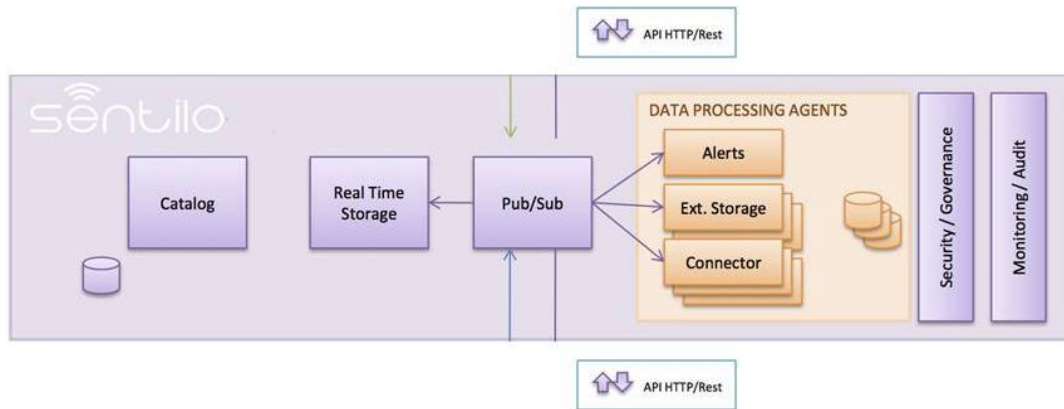 API HTTP/Rest
sentilo
DATA PROCESSING AGENTS
Alerts
Catalog
Real Time
Storage
Pub/Sub
Ext. Storage
Connector
Security / Governance
Monitoring / Audit
API HTTP/Rest